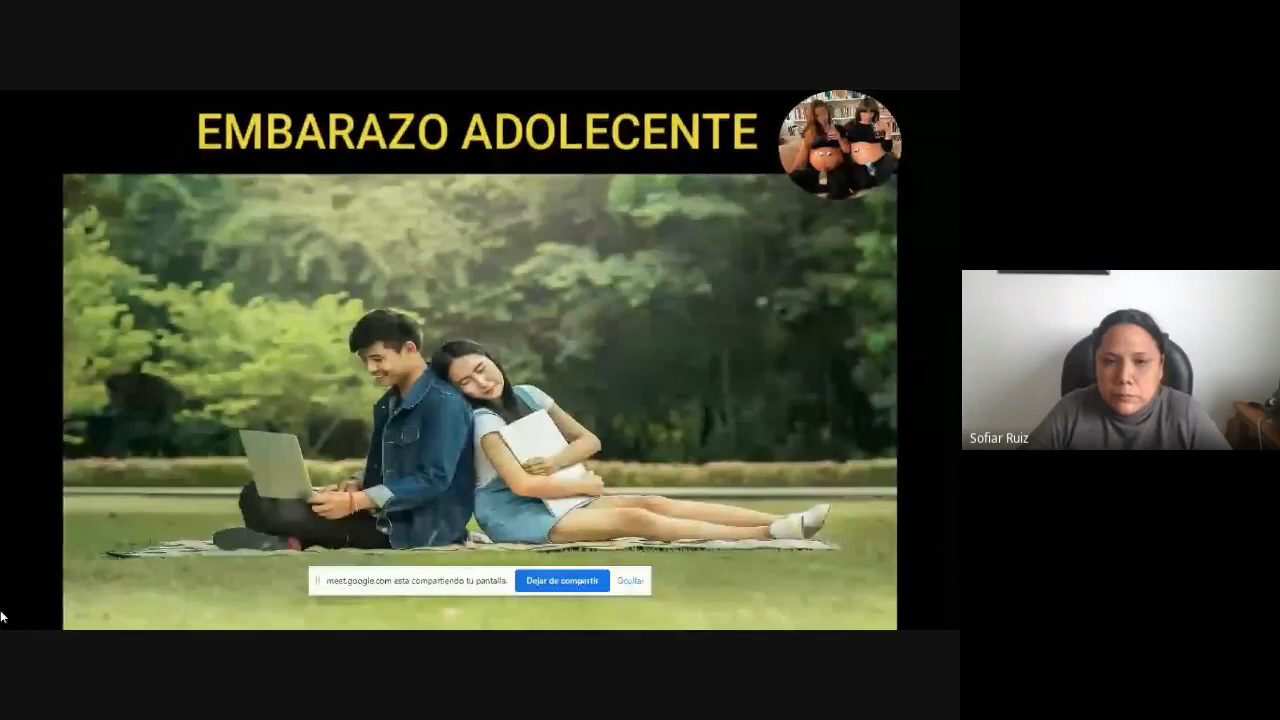 EMBARAZO ADOLECENTE
meet.google.com está compartiendo tu pantalla.
Dejar de compartir
Ocultar
Sofiar Ruiz